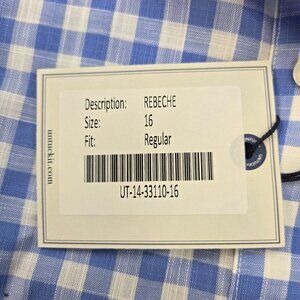 Description: REBECHE
Size: 16
Fit: Regular
UT-14-33110-16
untuckit.com